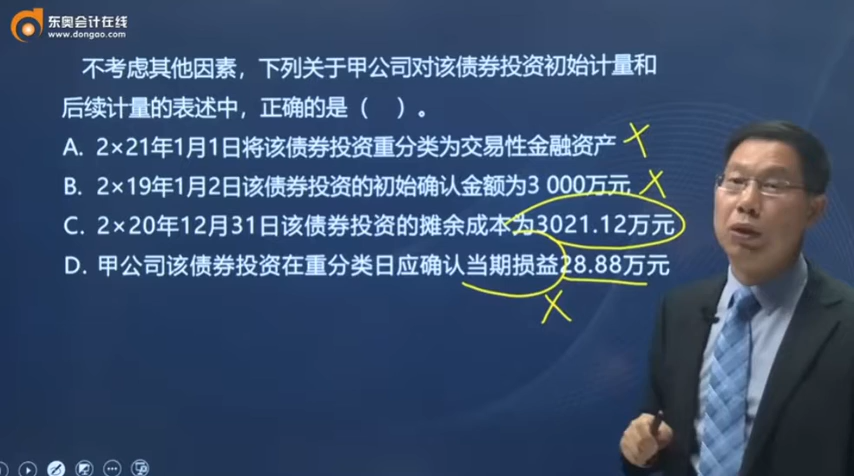 东奥会计在线
www.dongao.com
不考虑其他因素，下列关于甲公司对该债券投资初始计量和
后续计量的表述中，正确的是（　）。
A. 2×21年1月1日将该债券投资重分类为交易性金融资产
B. 2×19年1月2日该债券投资的初始确认金额为3 000万元
C. 2×20年12月31日该债券投资的摊余成本为3021.12万元
D. 甲公司该债券投资在重分类日应确认当期损益28.88万元